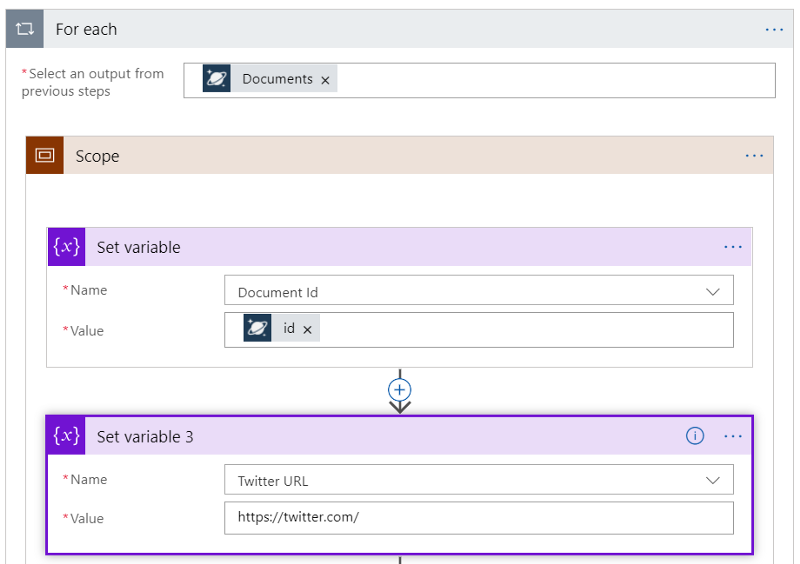 For each
* Select an output from
previous steps
Documents ×
Scope
{x} Set variable
* Name
Document Id
* Value
id ×
{x} Set variable 3
* Name
Twitter URL
* Value
https://twitter.com/